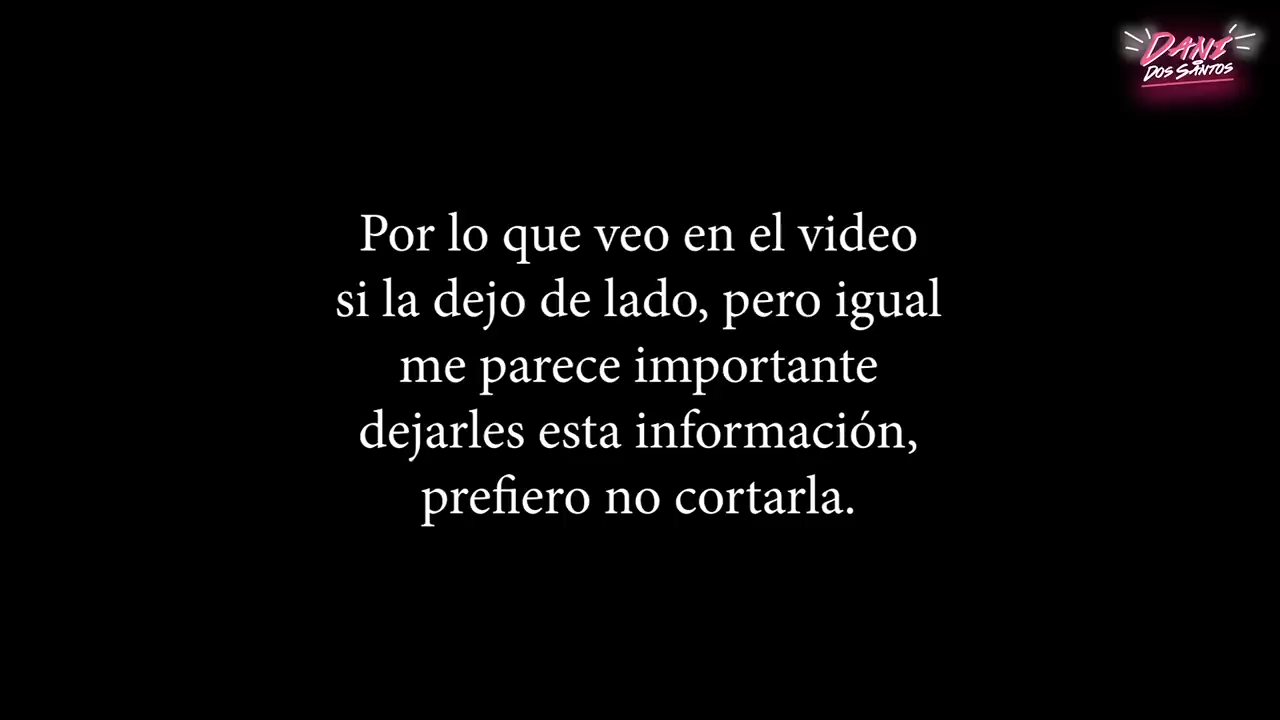 DANI
DOS SANTOS
Por lo que veo en el video
si la dejo de lado, pero igual
me parece importante
dejarles esta información,
prefiero no cortarla.